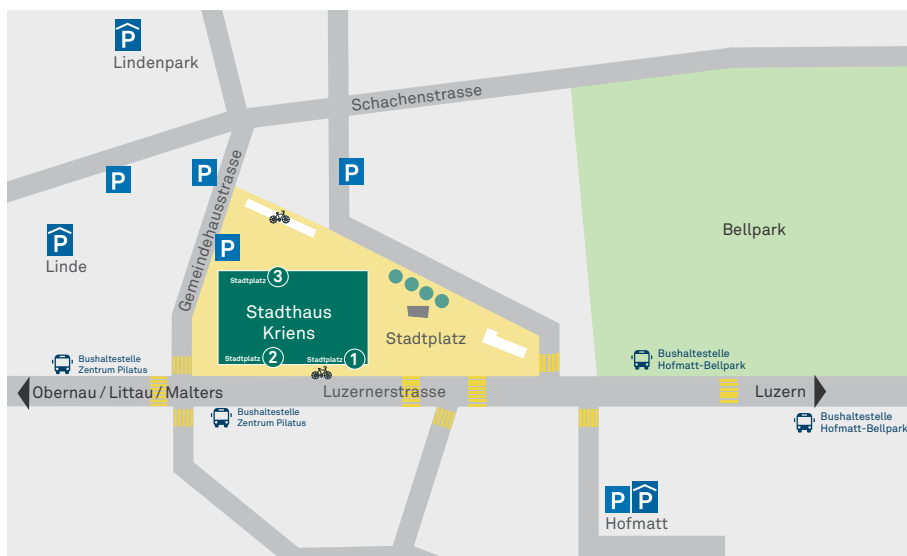 P
Lindenpark
Schachenstrasse
P
P
P
Gemeindehausstrasse
P
Linde
P
Bellpark
Stadtplatz 3
Stadthaus
Kriens
Stadtplatz
Stadtplatz 2
Stadtplatz 1
Bushaltestelle
Zentrum Pilatus
Bushaltestelle
Hofmatt-Bellpark
Obernau / Littau / Malters
Luzernerstrasse
Luzern
Bushaltestelle
Zentrum Pilatus
Bushaltestelle
Hofmatt-Bellpark
P P
Hofmatt